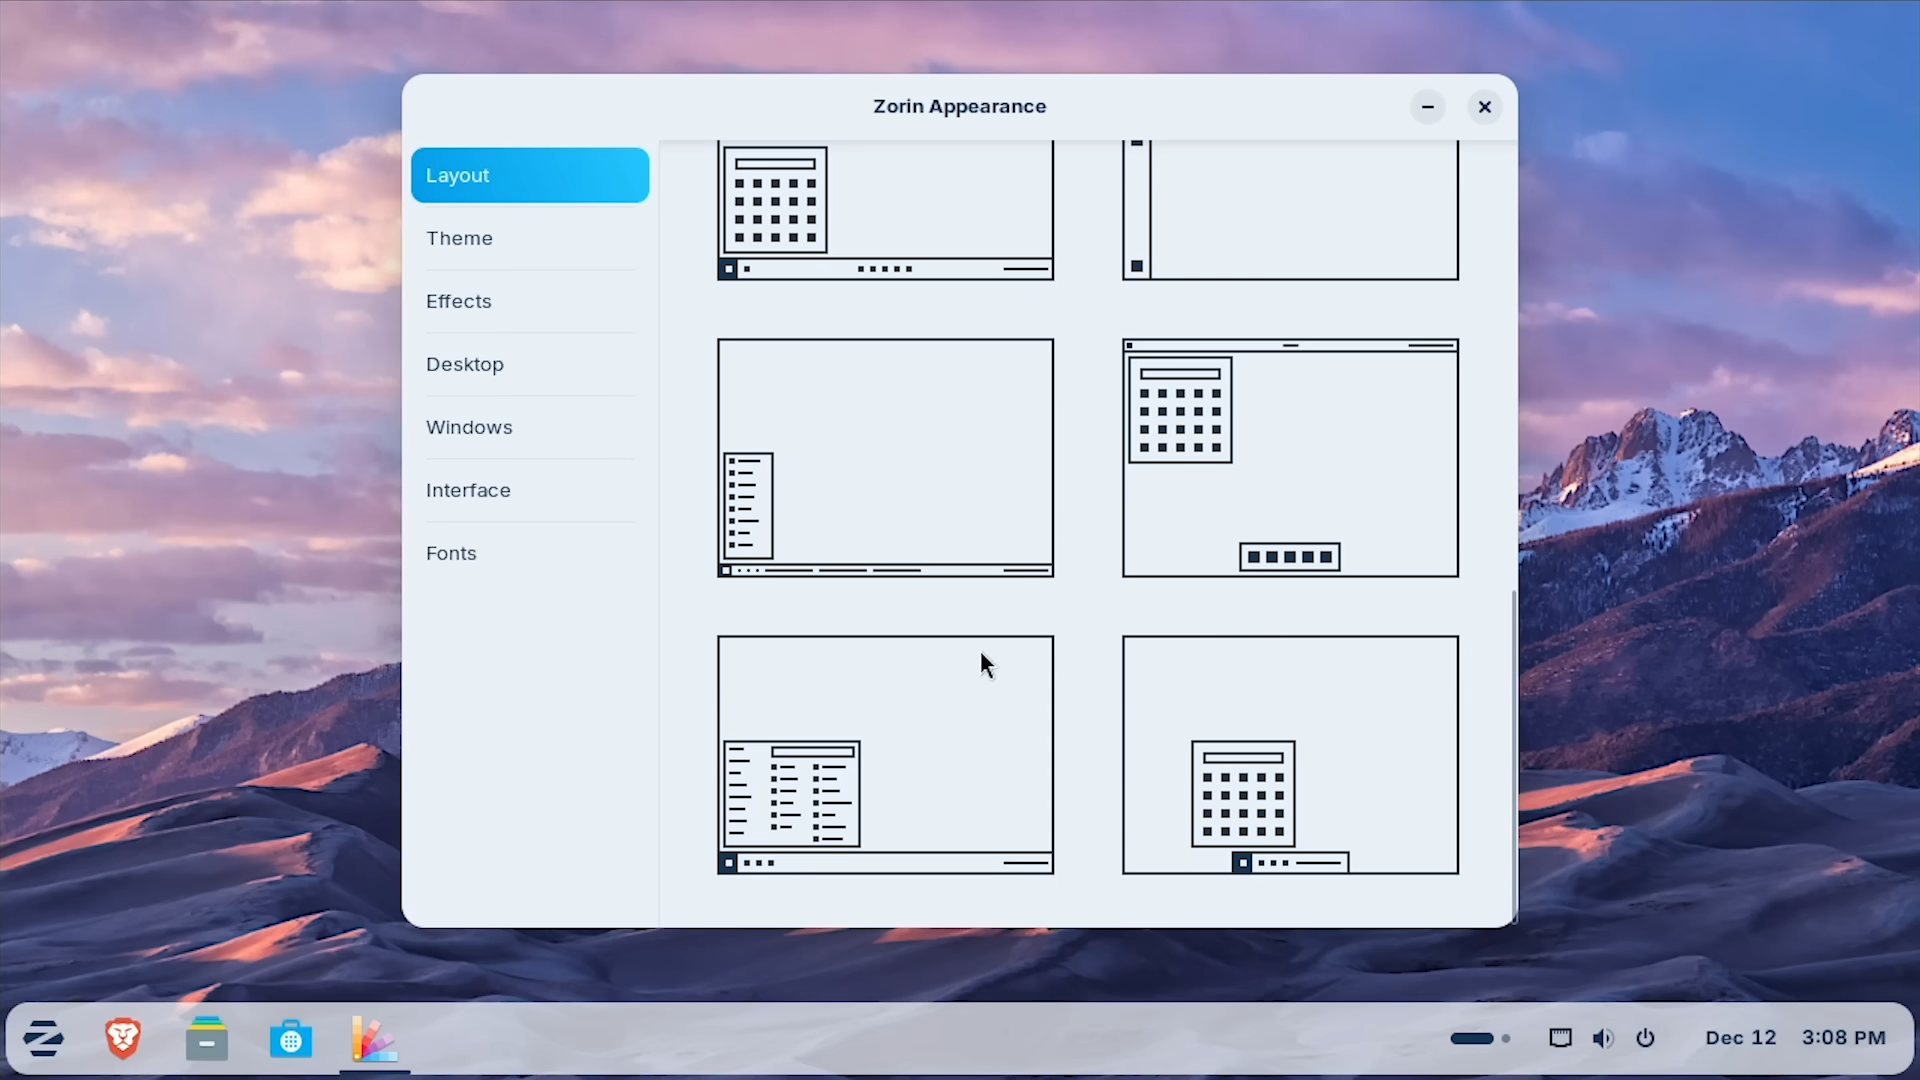 Zorin Appearance
Layout
Theme
Effects
Desktop
Windows
Interface
Fonts
Dec 12 3:08 PM